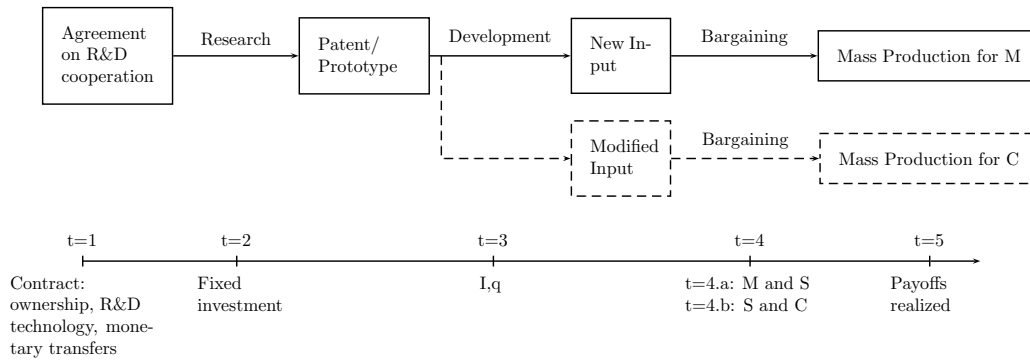 Agreement
on R&D
cooperation
Research
Patent/
Prototype
Development
New In-
put
Bargaining
Mass Production for M
Modified
Input
Bargaining
Mass Production for C
t=1
t=2
t=3
t=4
t=5
Contract:
ownership, R&D
technology, mone-
tary transfers
Fixed
investment
I,q
t=4.a: M and S
t=4.b: S and C
Payoffs
realized